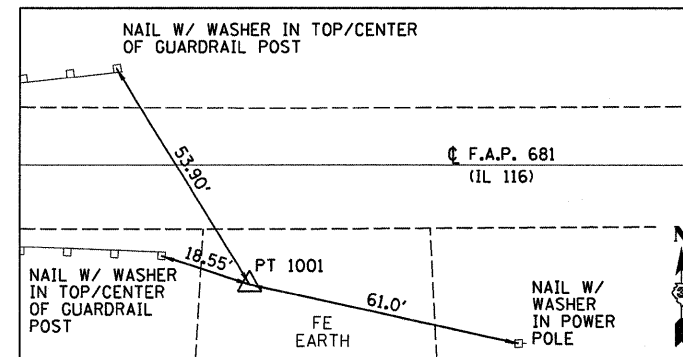 NAIL W/ WASHER IN TOP/CENTER
OF GUARDRAIL POST
53.90'
℄ F.A.P. 681
(IL 116)
18.55'
PT 1001
NAIL W/ WASHER
IN TOP/CENTER
OF GUARDRAIL
POST
61.0'
FE
EARTH
NAIL W/
WASHER
IN POWER
POLE
N